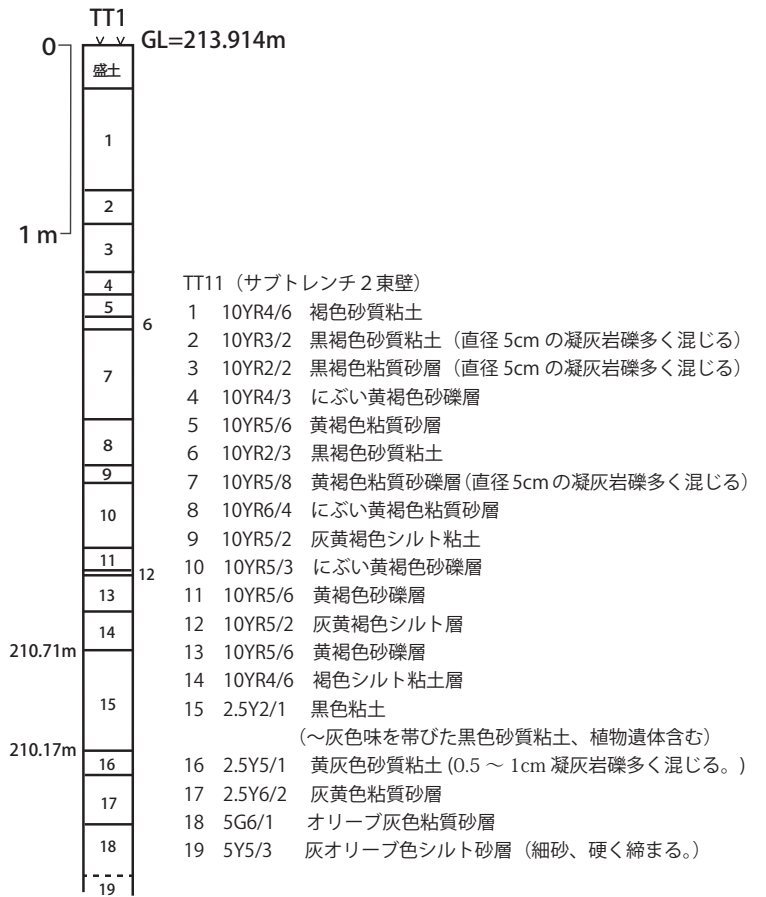 TT1
0
GL=213.914m
盛土
1
2
1 m
3
4
5
6
7
8
9
10
11
12
13
14
210.71m
15
210.17m
16
17
18
19
TT11（サブトレンチ２東壁）
1 10YR4/6 褐色砂質粘土
2 10YR3/2 黒褐色砂質粘土（直径 5cm の凝灰岩礫多く混じる）
3 10YR2/2 黒褐色粘質砂層（直径 5cm の凝灰岩礫多く混じる）
4 10YR4/3 にぶい黄褐色砂礫層
5 10YR5/6 黄褐色粘質砂層
6 10YR2/3 黒褐色砂質粘土
7 10YR5/8 黄褐色粘質砂礫層（直径 5cm の凝灰岩礫多く混じる）
8 10YR6/4 にぶい黄褐色粘質砂層
9 10YR5/2 灰黄褐色シルト粘土
10 10YR5/3 にぶい黄褐色砂礫層
11 10YR5/6 黄褐色砂礫層
12 10YR5/2 灰黄褐色シルト層
13 10YR5/6 黄褐色砂礫層
14 10YR4/6 褐色シルト粘土層
15 2.5Y2/1 黒色粘土
（～灰色味を帯びた黒色砂質粘土、植物遺体含む）
16 2.5Y5/1 黄灰色砂質粘土 (0.5 ～ 1cm 凝灰岩礫多く混じる。)
17 2.5Y6/2 灰黄色粘質砂層
18 5G6/1 オリーブ灰色粘質砂層
19 5Y5/3 灰オリーブ色シルト砂層（細砂、硬く締まる。）